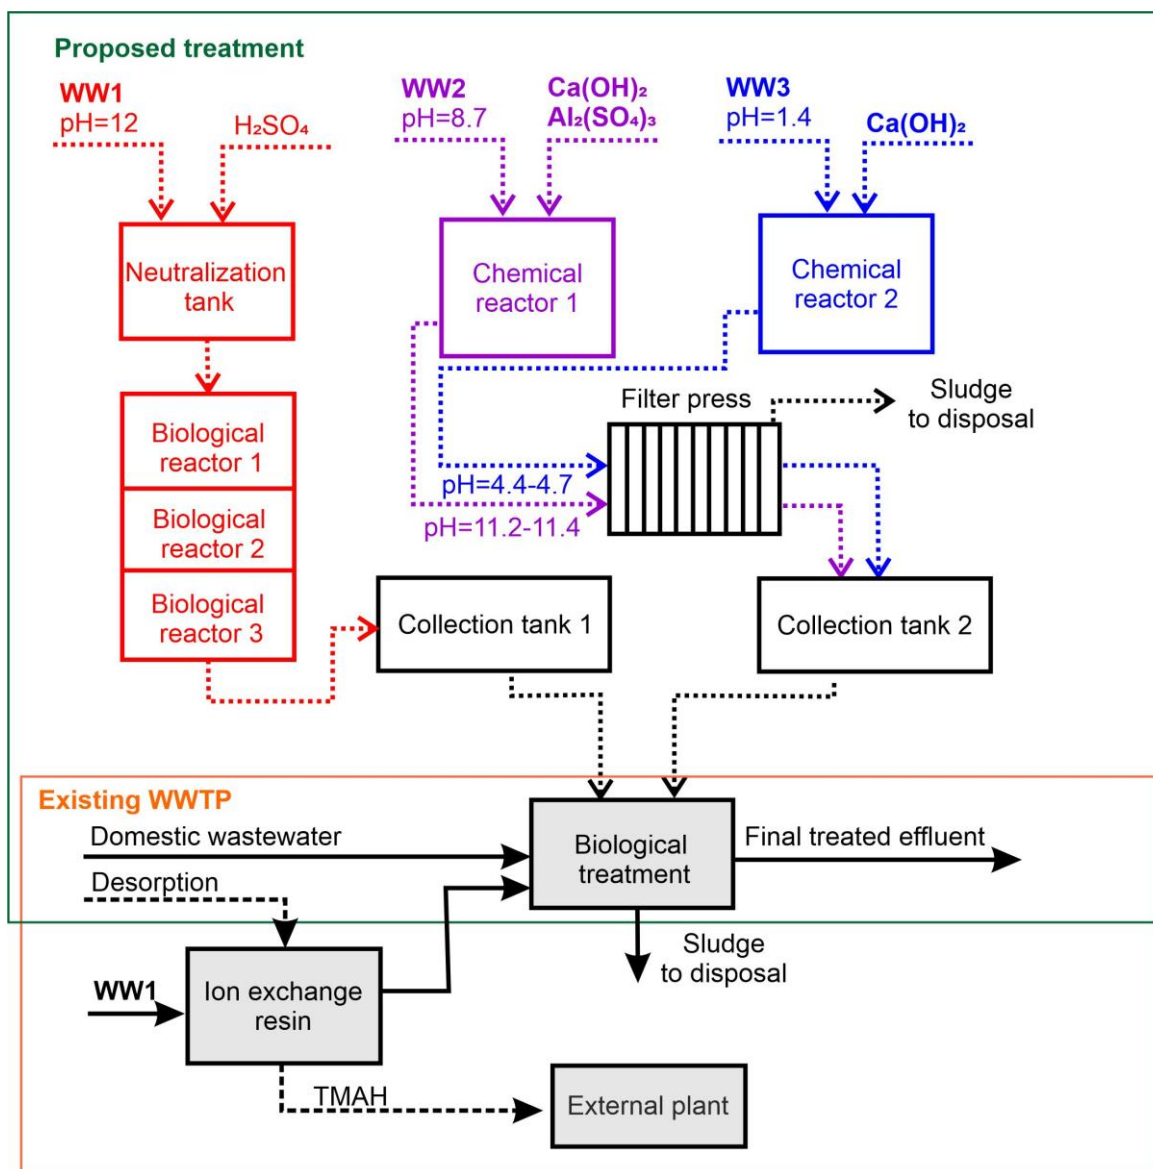 Proposed treatment
WW1
pH=12
H₂SO₄
WW2
pH=8.7
Ca(OH)₂
Al₂(SO₄)₃
WW3
pH=1.4
Ca(OH)₂
Neutralization
tank
Chemical
reactor 1
Chemical
reactor 2
Filter press
Sludge
to disposal
Biological
reactor 1
pH=4.4-4.7
pH=11.2-11.4
Biological
reactor 2
Biological
reactor 3
Collection tank 1
Collection tank 2
Existing WWTP
Domestic wastewater
Desorption
Biological
treatment
Final treated effluent
Sludge
to disposal
WW1
Ion exchange
resin
TMAH
External plant